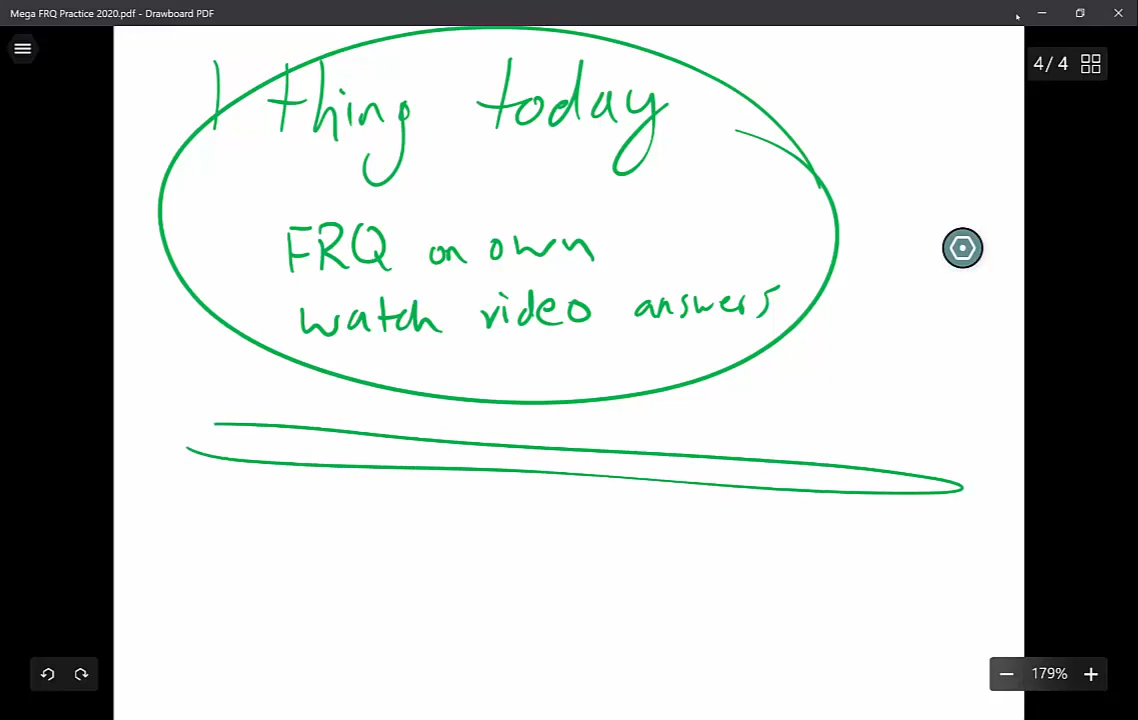 Mega FRQ Practice 2020.pdf - Drawboard PDF
4/4
1 thing today
FRQ on own
watch video answers
179%